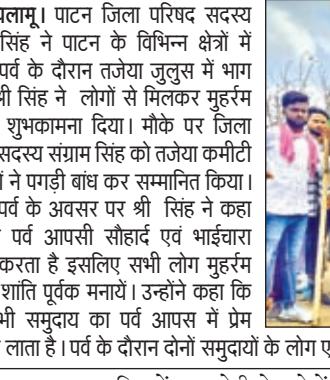 पलामू। पाटन जिला परिषद सदस्य
सिंह ने पाटन के विभिन्न क्षेत्रों में
पर्व के दौरान तजेया जुलुस में भाग
श्री सिंह ने लोगों से मिलकर मुहर्रम
शुभकामना दिया। मौके पर जिला
सदस्य संग्राम सिंह को तजेया कमीटी
ने पगड़ी बांध कर सम्मानित किया।
पर्व के अवसर पर श्री सिंह ने कहा
पर्व आपसी सौहार्द एवं भाईचारा
करता है इसलिए सभी लोग मुहर्रम
शांति पूर्वक मनायें। उन्होंने कहा कि
समुदाय का पर्व आपस में प्रेम
लाता है। पर्व के दौरान दोनों समुदायों के लोग